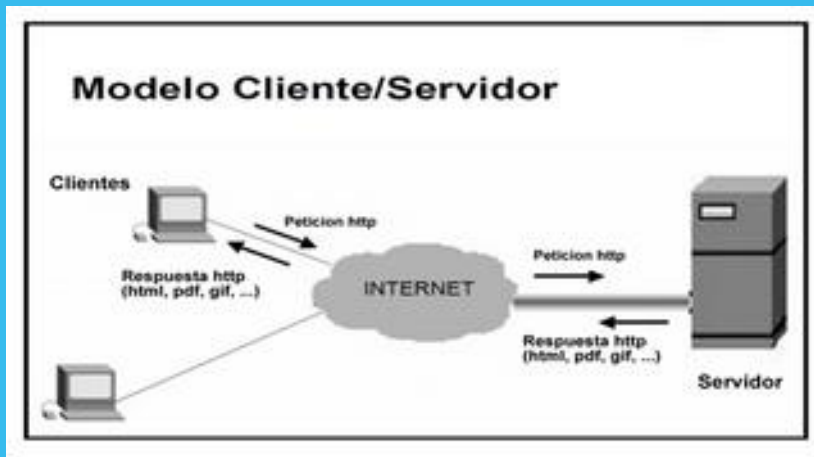 Modelo Cliente/Servidor
Clientes
Peticion http
Respuesta http
(html, pdf, gif, ...)
INTERNET
Peticion http
Respuesta http
(html, pdf, gif, ...)
Servidor